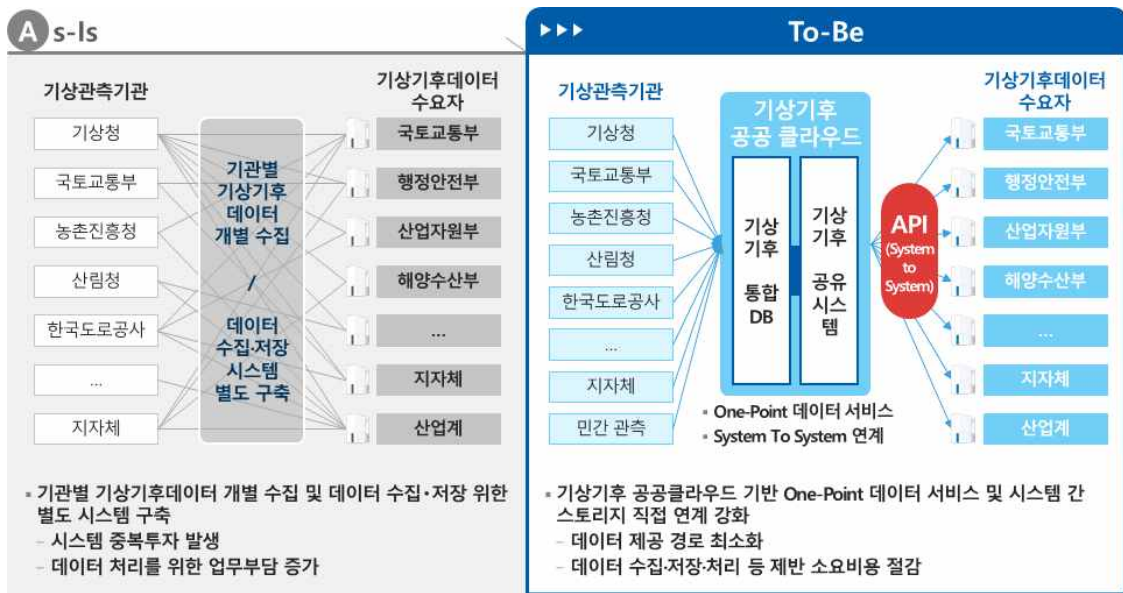 As-Is
기상관측기관
기상기후데이터
수요자
기상청
국토교통부
농촌진흥청
산림청
한국도로공사
...
지자체
기관별
기상기후
데이터
개별 수집
/
데이터
수집·저장
시스템
별도 구축
국토교통부
행정안전부
산업자원부
해양수산부
...
지자체
산업계
▪ 기관별 기상기후데이터 개별 수집 및 데이터 수집·저장 위한
별도 시스템 구축
– 시스템 중복투자 발생
– 데이터 처리를 위한 업무부담 증가
▶▶▶ To-Be
기상관측기관
기상기후데이터
수요자
기상청
국토교통부
농촌진흥청
산림청
한국도로공사
...
지자체
민간 관측
기상기후
공공 클라우드
기상
기후
통합
DB
기상
기후
공유
시스
템
▪ One-Point 데이터 서비스
▪ System To System 연계
API
(System
to
System)
국토교통부
행정안전부
산업자원부
해양수산부
...
지자체
산업계
▪ 기상기후 공공클라우드 기반 One-Point 데이터 서비스 및 시스템 간
스토리지 직접 연계 강화
– 데이터 제공 경로 최소화
– 데이터 수집·저장·처리 등 제반 소요비용 절감